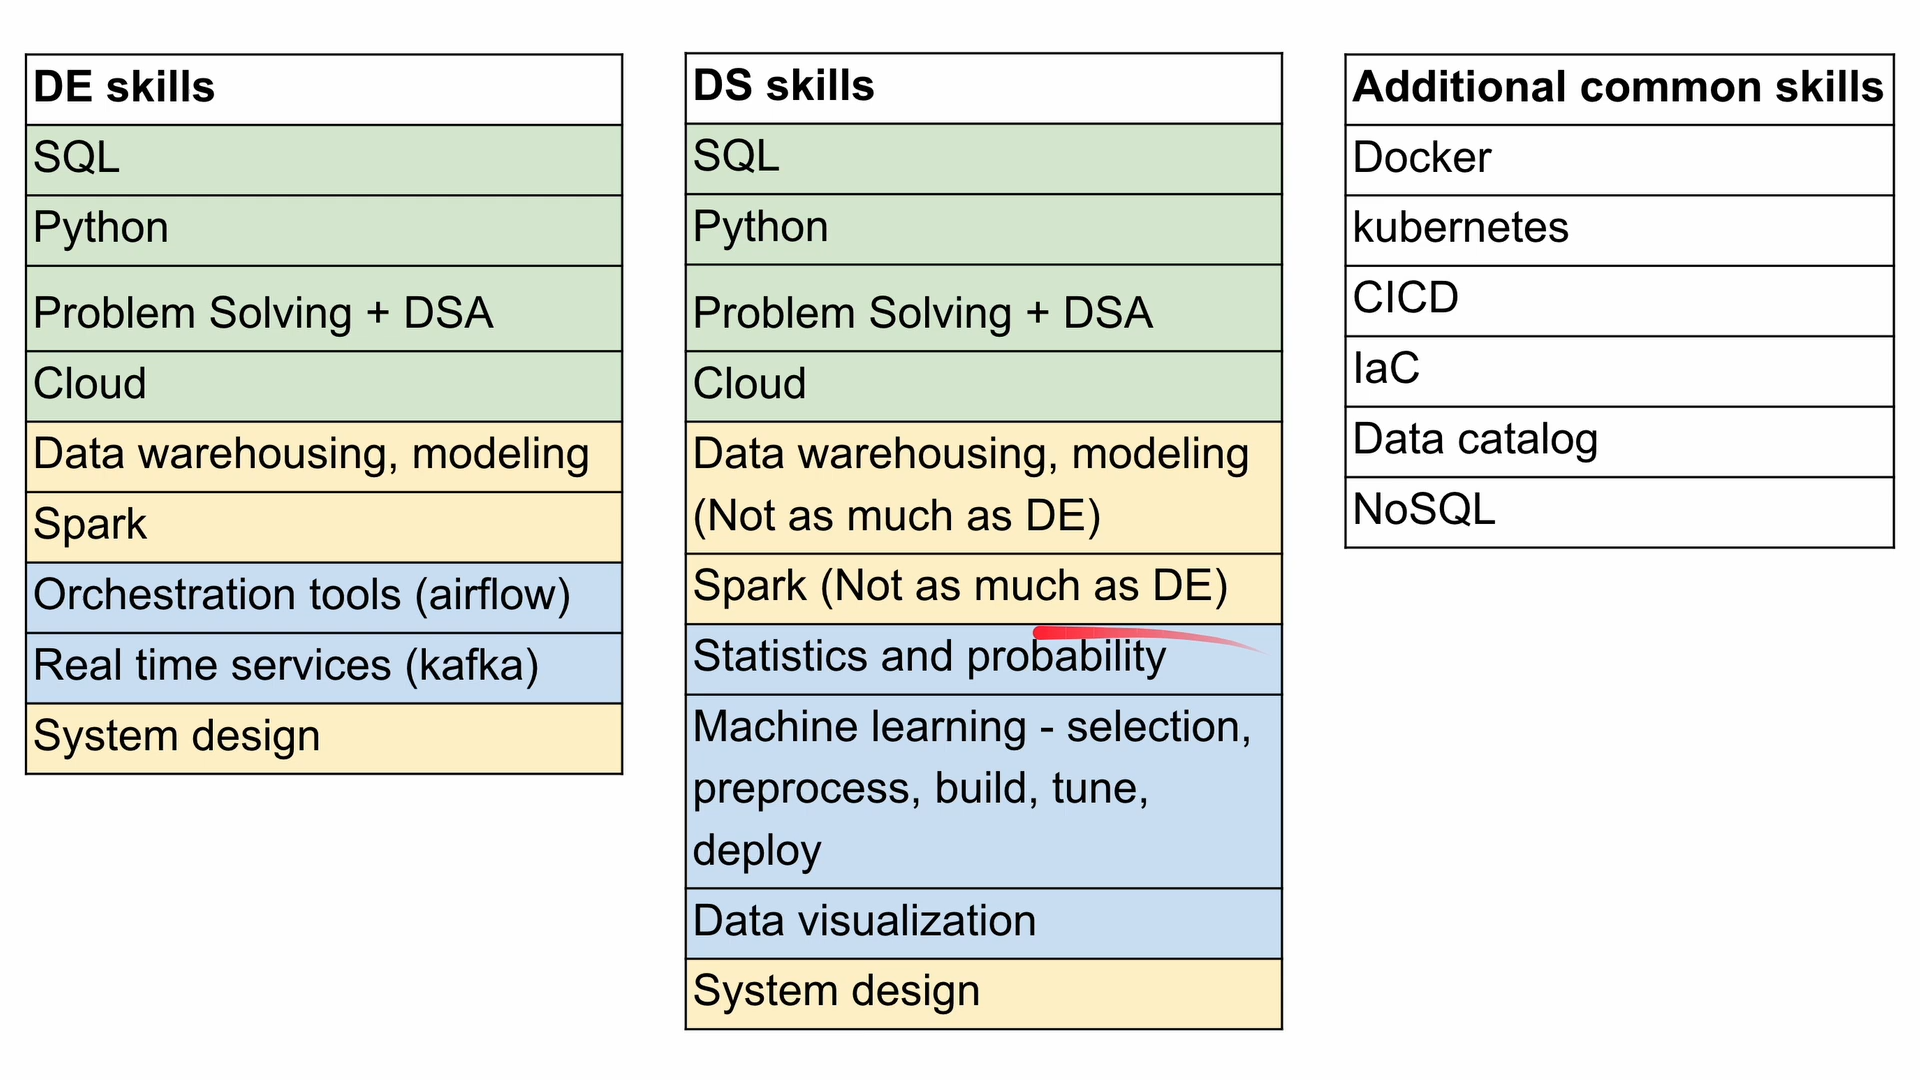 DE skills
SQL
Python
Problem Solving + DSA
Cloud
Data warehousing, modeling
Spark
Orchestration tools (airflow)
Real time services (kafka)
System design
DS skills
SQL
Python
Problem Solving + DSA
Cloud
Data warehousing, modeling
(Not as much as DE)
Spark (Not as much as DE)
Statistics and probability
Machine learning - selection,
preprocess, build, tune,
deploy
Data visualization
System design
Additional common skills
Docker
kubernetes
CICD
IaC
Data catalog
NoSQL